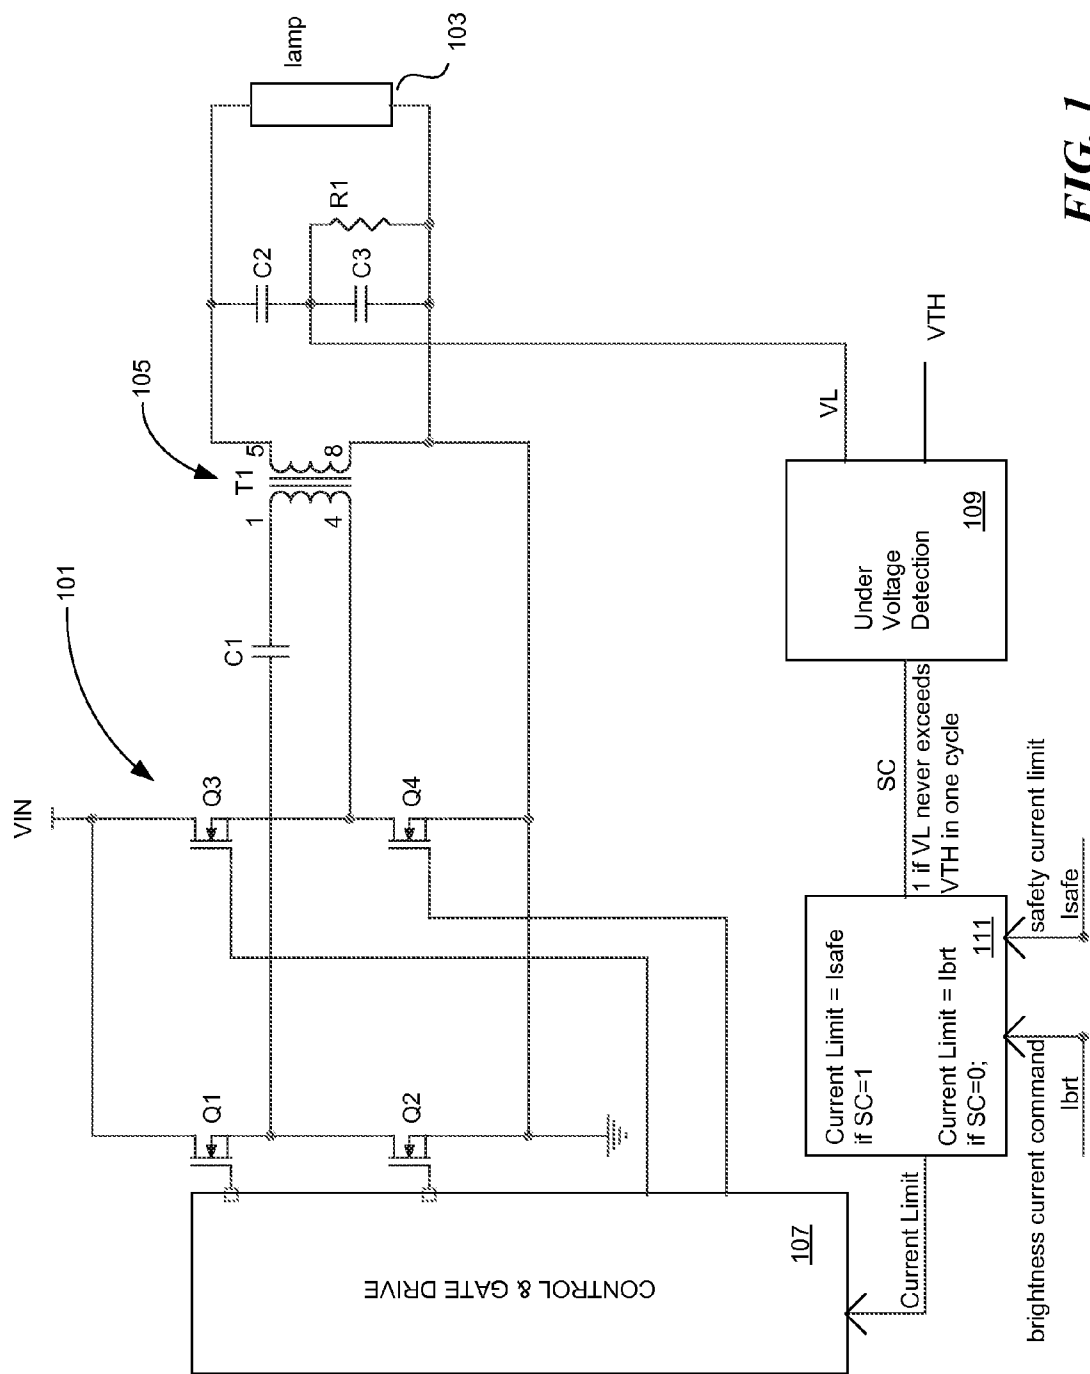 VIN
101
105
lamp
103
Q1
Q3
Q2
Q4
C1
T1
1
4
5
8
C2
C3
R1
CONTROL & GATE DRIVE
107
VL
VTH
Under
Voltage
Detection
109
SC
1 if VL never exceeds
VTH in one cycle
Current Limit = Isafe
if SC=1
Current Limit = Ibrt
if SC=0;
111
Current Limit
brightness current command
Ibrt
safety current limit
Isafe
FIG. 1